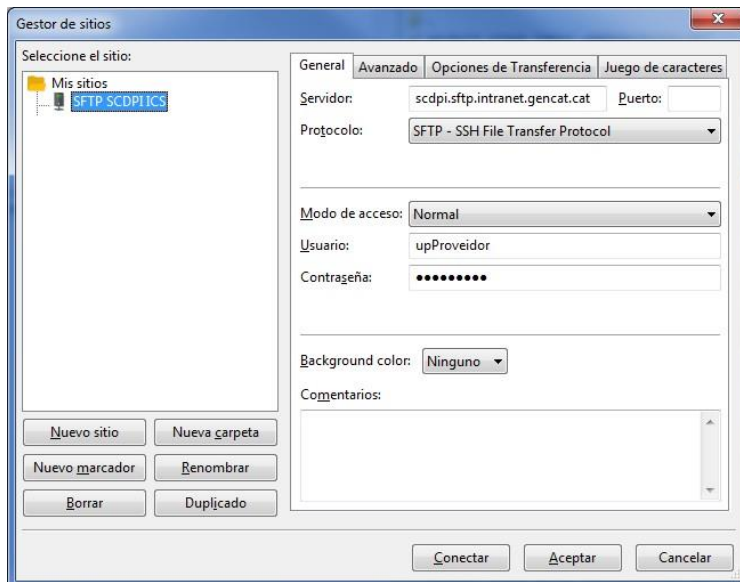 Gestor de sitios
Seleccione el sitio:
Mis sitios
SFTP SCDPI ICS
Nuevo sitio
Nueva carpeta
Nuevo marcador
Renombrar
Borrar
Duplicado
General
Avanzado
Opciones de Transferencia
Juego de caracteres
Servidor: scdpi.sftp.intranet.gencat.cat Puerto:
Protocolo: SFTP - SSH File Transfer Protocol
Modo de acceso: Normal
Usuario: upProveidor
Contraseña: ●●●●●●●●●
Background color: Ninguno
Comentarios:
Conectar
Aceptar
Cancelar